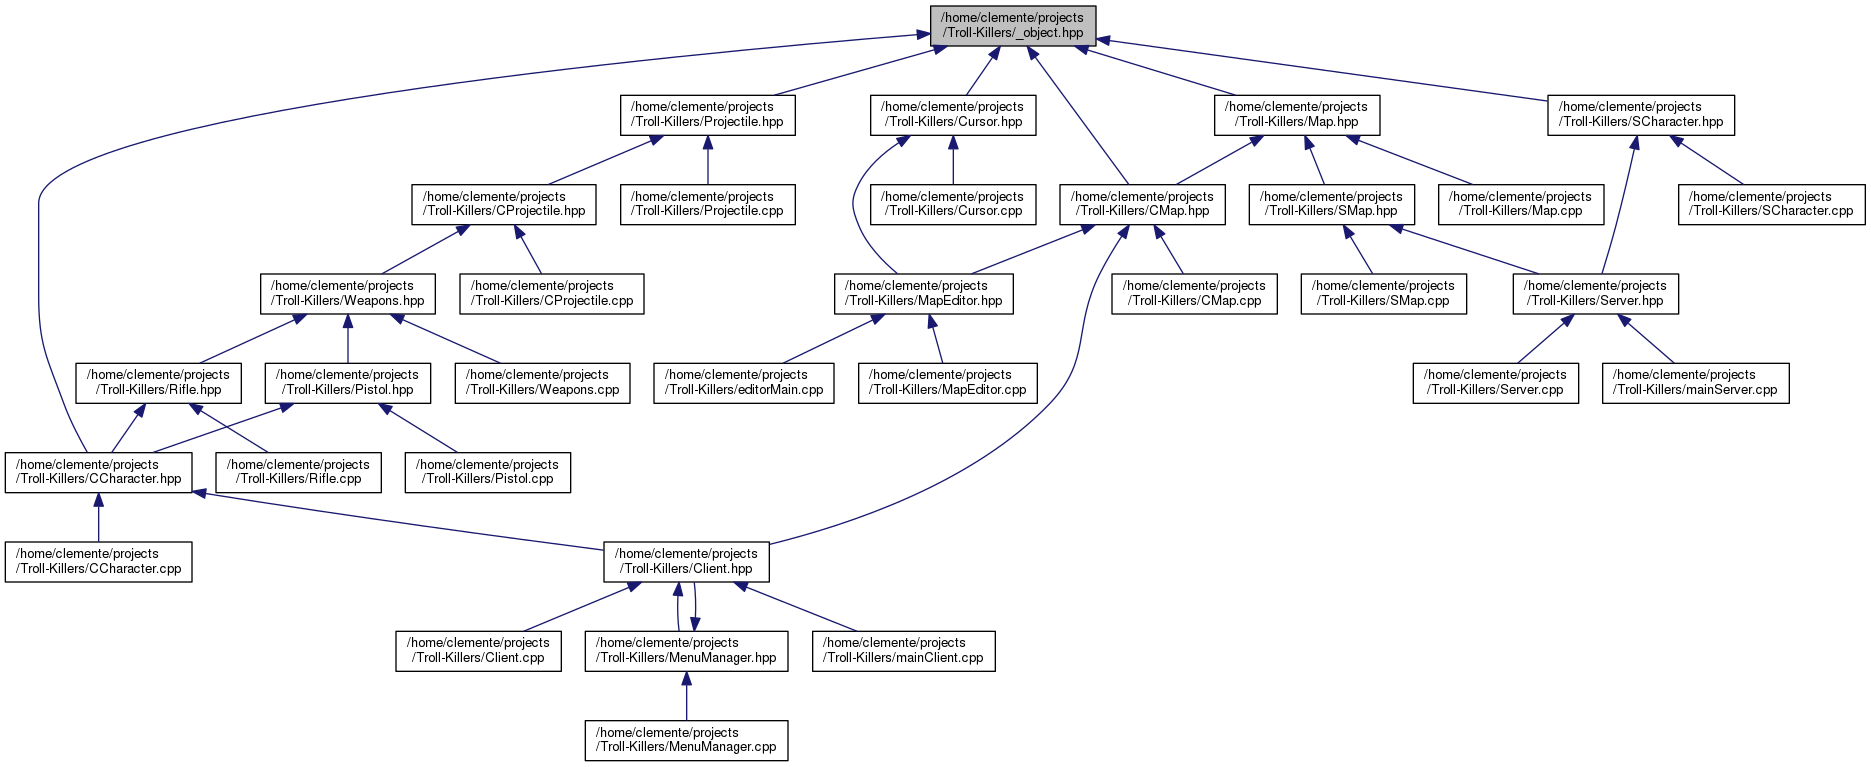 /home/clemente/projects
/Troll-Killers/_object.hpp
/home/clemente/projects
/Troll-Killers/Projectile.hpp
/home/clemente/projects
/Troll-Killers/Cursor.hpp
/home/clemente/projects
/Troll-Killers/Map.hpp
/home/clemente/projects
/Troll-Killers/SCharacter.hpp
/home/clemente/projects
/Troll-Killers/CProjectile.hpp
/home/clemente/projects
/Troll-Killers/Projectile.cpp
/home/clemente/projects
/Troll-Killers/Cursor.cpp
/home/clemente/projects
/Troll-Killers/CMap.hpp
/home/clemente/projects
/Troll-Killers/SMap.hpp
/home/clemente/projects
/Troll-Killers/Map.cpp
/home/clemente/projects
/Troll-Killers/SCharacter.cpp
/home/clemente/projects
/Troll-Killers/Weapons.hpp
/home/clemente/projects
/Troll-Killers/CProjectile.cpp
/home/clemente/projects
/Troll-Killers/MapEditor.hpp
/home/clemente/projects
/Troll-Killers/CMap.cpp
/home/clemente/projects
/Troll-Killers/SMap.cpp
/home/clemente/projects
/Troll-Killers/Server.hpp
/home/clemente/projects
/Troll-Killers/Rifle.hpp
/home/clemente/projects
/Troll-Killers/Pistol.hpp
/home/clemente/projects
/Troll-Killers/Weapons.cpp
/home/clemente/projects
/Troll-Killers/editorMain.cpp
/home/clemente/projects
/Troll-Killers/MapEditor.cpp
/home/clemente/projects
/Troll-Killers/Server.cpp
/home/clemente/projects
/Troll-Killers/mainServer.cpp
/home/clemente/projects
/Troll-Killers/CCharacter.hpp
/home/clemente/projects
/Troll-Killers/Rifle.cpp
/home/clemente/projects
/Troll-Killers/Pistol.cpp
/home/clemente/projects
/Troll-Killers/CCharacter.cpp
/home/clemente/projects
/Troll-Killers/Client.hpp
/home/clemente/projects
/Troll-Killers/Client.cpp
/home/clemente/projects
/Troll-Killers/MenuManager.hpp
/home/clemente/projects
/Troll-Killers/mainClient.cpp
/home/clemente/projects
/Troll-Killers/MenuManager.cpp